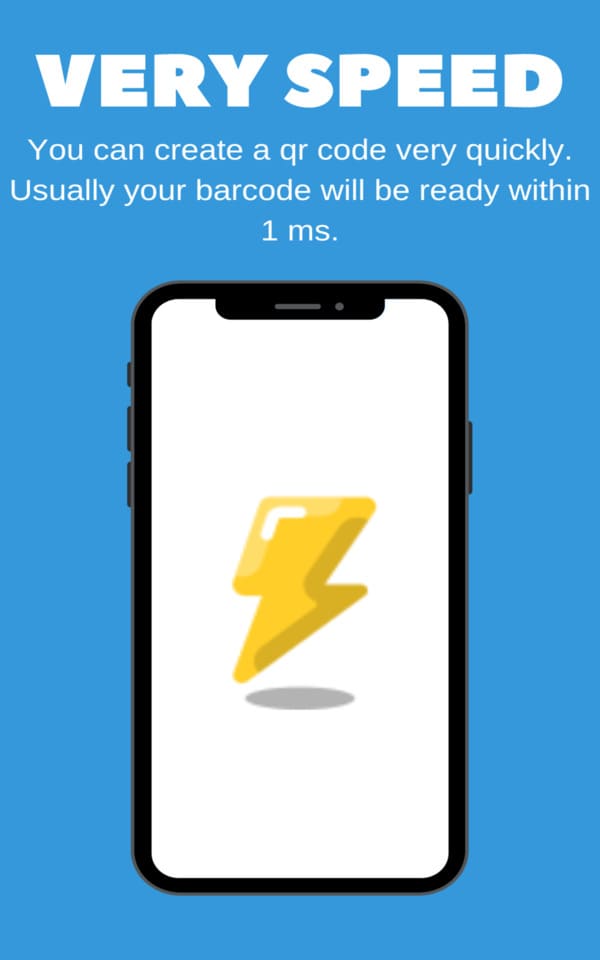 VERY SPEED
You can create a qr code very quickly.
Usually your barcode will be ready within
1 ms.